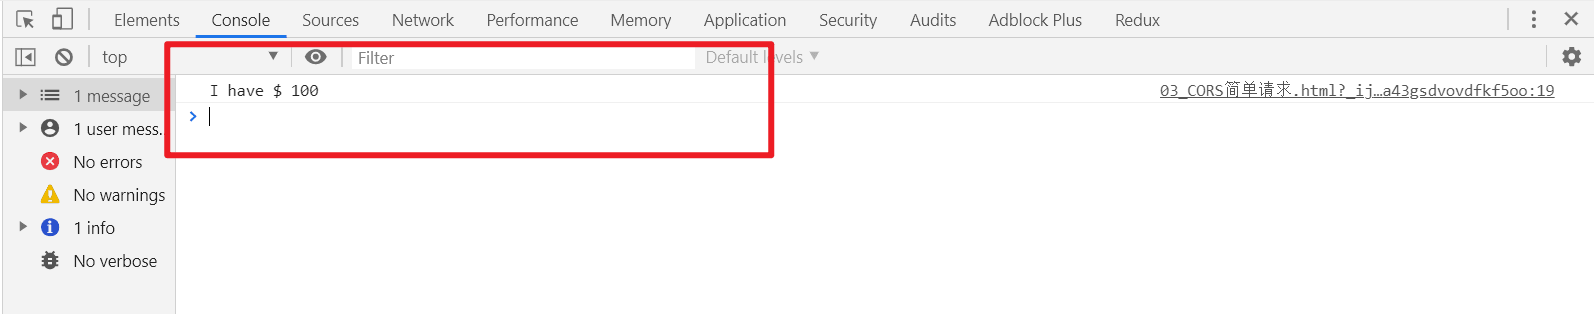 Elements Console Sources Network Performance Memory Application Security Audits Adblock Plus Redux
top Filter Default levels
1 message I have $ 100 03_CORS简单请求.html?_ij…a43gsdvovdfkf5oo:19
1 user mess…
No errors
No warnings
1 info
No verbose